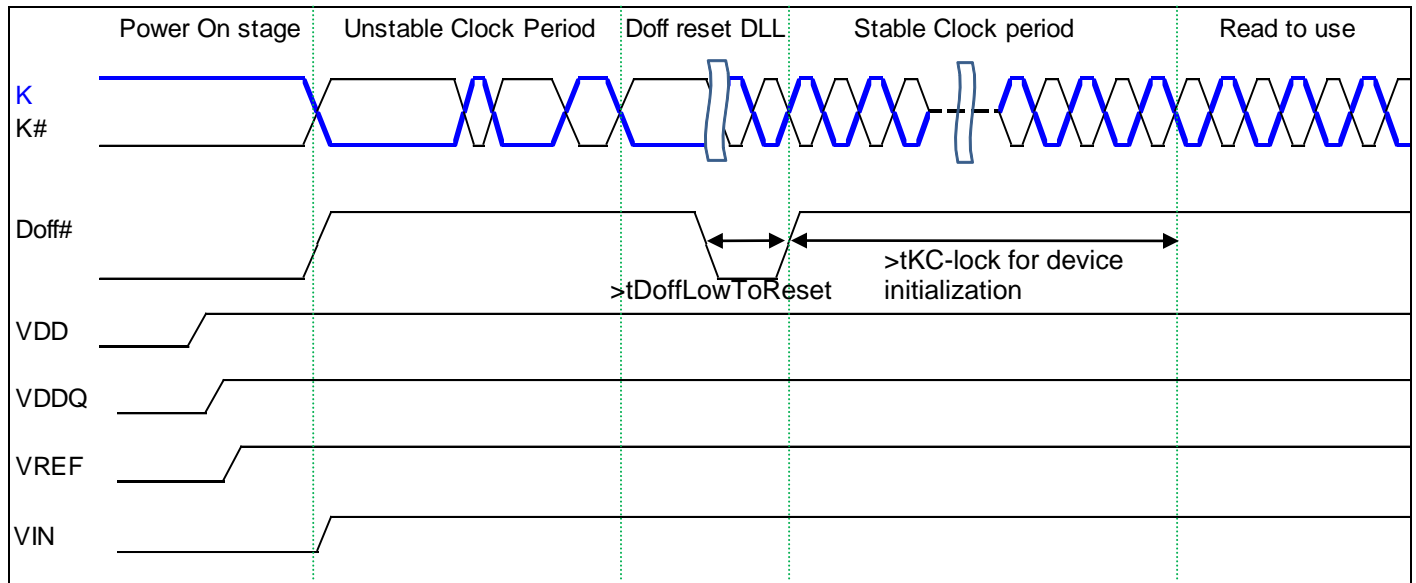 Power On stage
Unstable Clock Period
Doff reset DLL
Stable Clock period
Read to use
K
K#
Doff#
>tDoffLowToReset
>tKC-lock for device
initialization
VDD
VDDQ
VREF
VIN